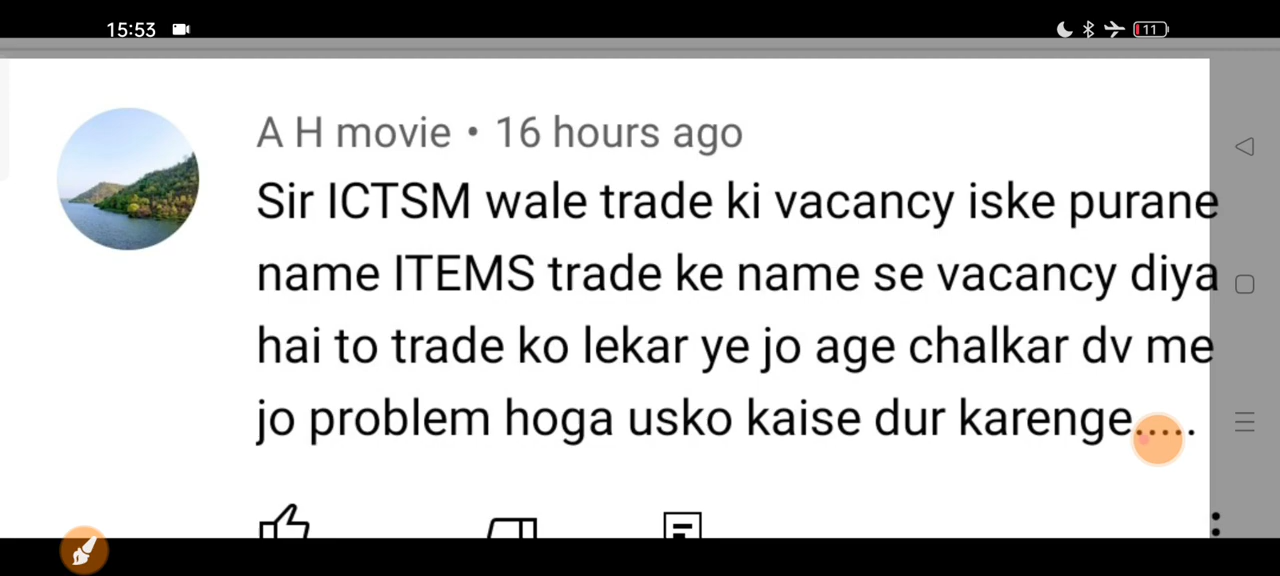 15:53
11
A H movie • 16 hours ago
Sir ICTSM wale trade ki vacancy iske purane
name ITEMS trade ke name se vacancy diya
hai to trade ko lekar ye jo age chalkar dv me
jo problem hoga usko kaise dur karenge.....